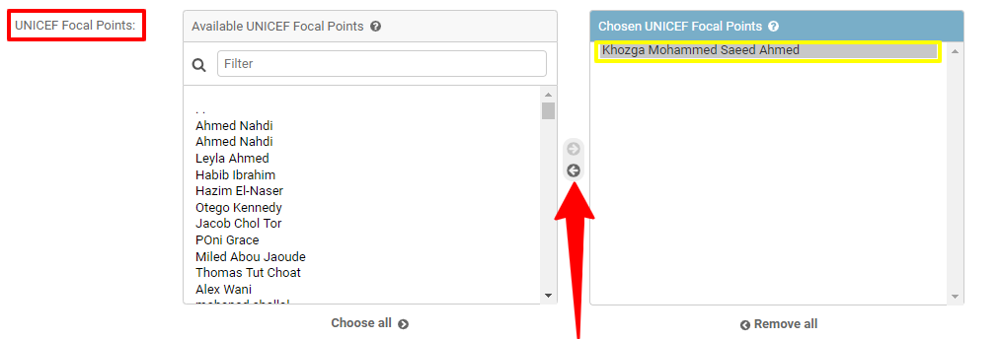 UNICEF Focal Points:
Available UNICEF Focal Points
Filter
. .
Ahmed Nahdi
Ahmed Nahdi
Leyla Ahmed
Habib Ibrahim
Hazim El-Naser
Otego Kennedy
Jacob Chol Tor
POni Grace
Miled Abou Jaoude
Thomas Tut Choat
Alex Wani
Choose all
Chosen UNICEF Focal Points
Khozga Mohammed Saeed Ahmed
Remove all